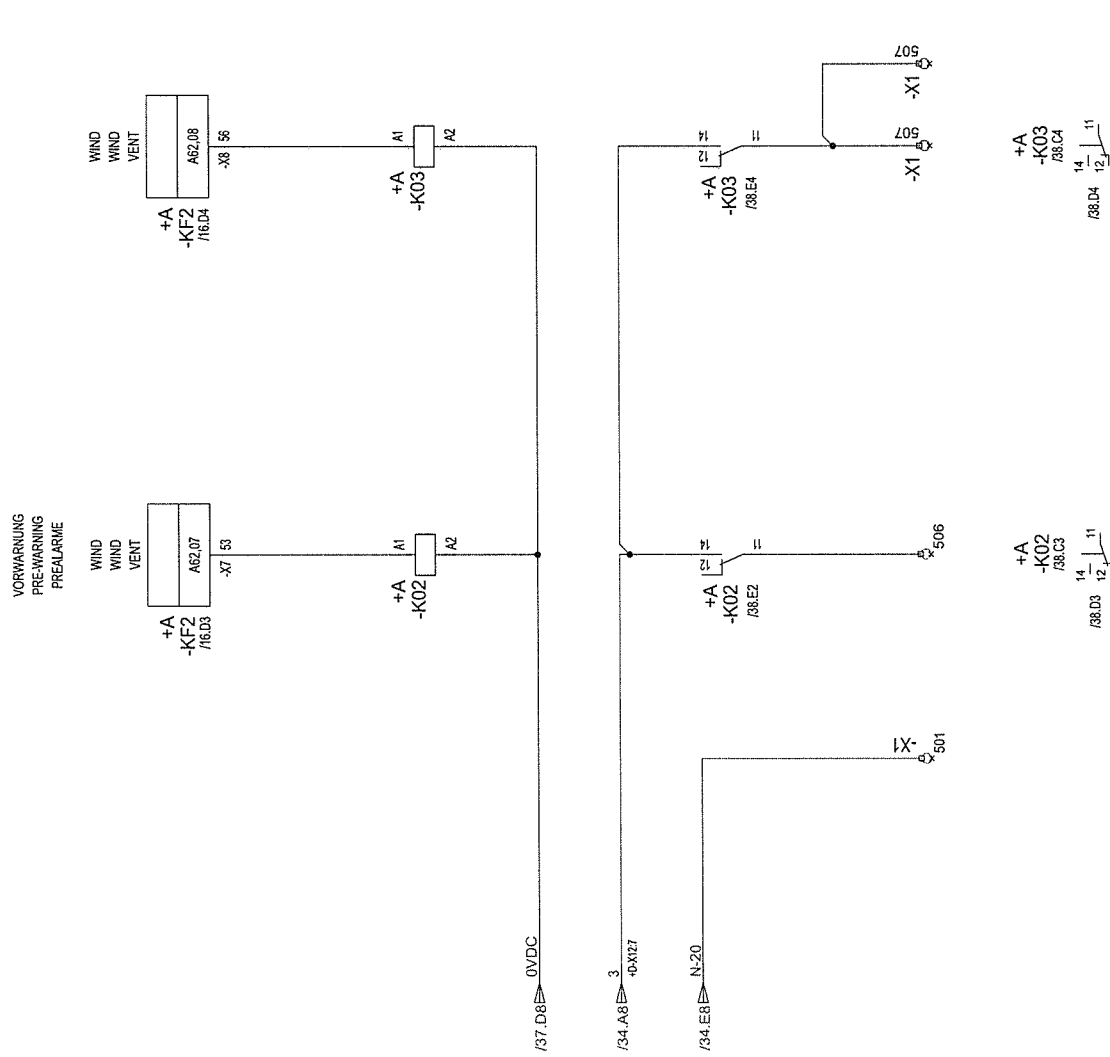 VORWARNUNG
PRE-WARNING
PREALARME
WIND
WIND
VENT
A62,08
+A
-KF2
/16.D4
-X8 56
A1
A2
+A
-K03
WIND
WIND
VENT
A62,07
+A
-KF2
/16.D3
-X7 53
A1
A2
+A
-K02
/37.D8 0VDC
/34.A8 3
+D-X12:7
/34.E8 N-20
14
12
11
+A
-K03
/38.E4
507
-X1
507
-X1
14
12
11
+A
-K02
/38.E2
506
-X1
501
+A
-K03
/38.C4
14
12
11
/38.D4
+A
-K02
/38.C3
14
12
11
/38.D3